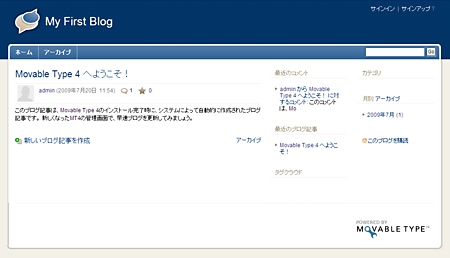 サインイン | サインアップ！
My First Blog
ホーム アーカイブ
Go
Movable Type 4 へようこそ！
admin (2009年7月20日 11:54) 1 0
このブログ記事は、Movable Type 4のインストール完了時に、システムによって自動的に作成されたブログ
記事です。新しくなったMT4の管理画面で、早速ブログを更新してみましょう。
新しいブログ記事を作成 アーカイブ
最近のコメント
adminから Movable
Type 4 へようこそ！ に対
するコメント: このコメント
は、Mo
最近のブログ記事
Movable Type 4 へようこ
そ！
タグクラウド
カテゴリ
月別 アーカイブ
2009年7月 (1)
このブログを購読
POWERED BY
MOVABLE TYPE™